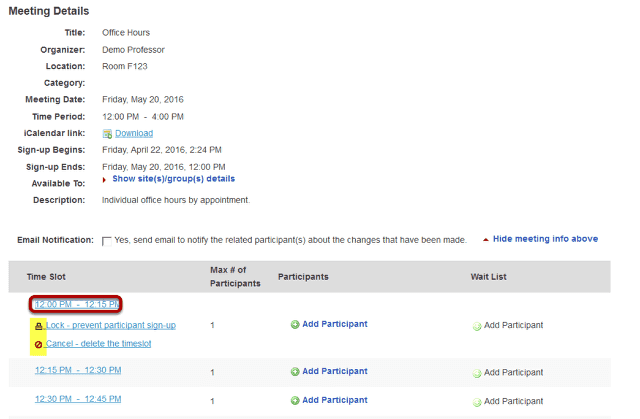 Meeting Details
Title: Office Hours
Organizer: Demo Professor
Location: Room F123
Category:
Meeting Date: Friday, May 20, 2016
Time Period: 12:00 PM - 4:00 PM
iCalendar link: Download
Sign-up Begins: Friday, April 22, 2016, 2:24 PM
Sign-up Ends: Friday, May 20, 2016, 12:00 PM
Available To: Show site(s)/group(s) details
Description: Individual office hours by appointment.
Email Notification: Yes, send email to notify the related participant(s) about the changes that have been made. Hide meeting info above
Time Slot Max # of Participants Participants Wait List
12:00 PM - 12:15 PM
Lock - prevent participant sign-up 1 Add Participant Add Participant
Cancel - delete the timeslot
12:15 PM - 12:30 PM 1 Add Participant Add Participant
12:30 PM - 12:45 PM 1 Add Participant Add Participant